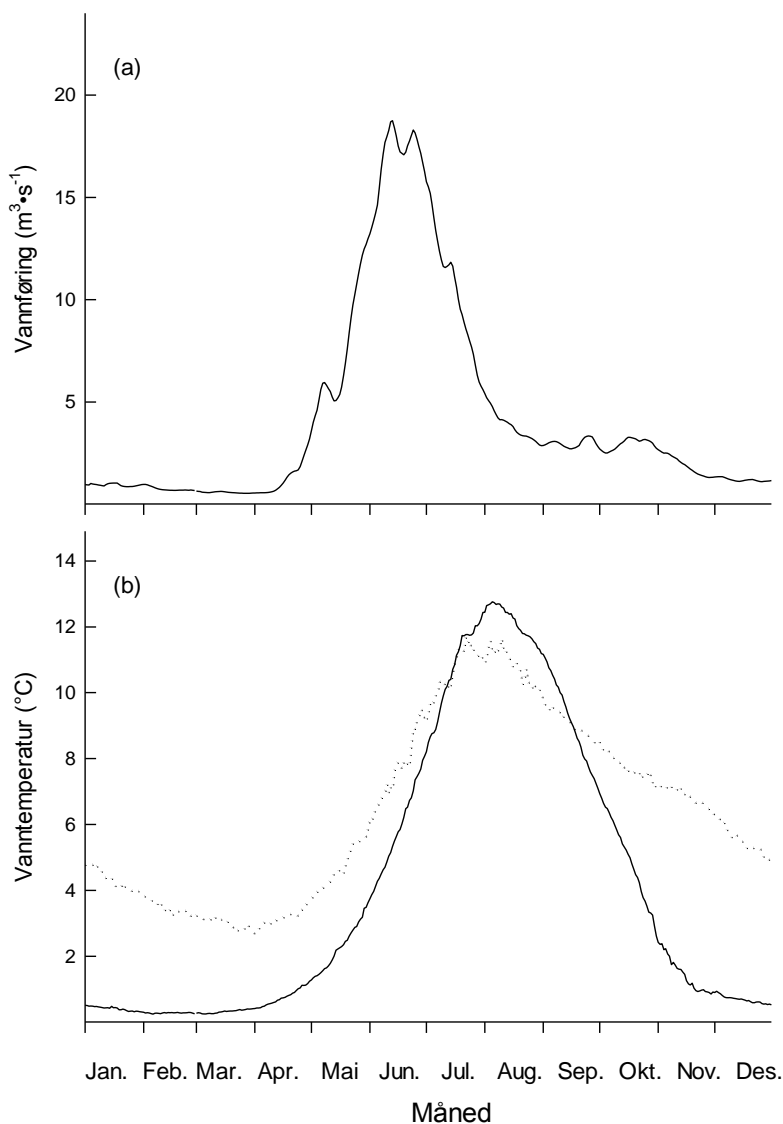 (a)
20
15
10
5
Vannføring (m³•s⁻¹)
(b)
14
12
10
8
6
4
2
Vanntemperatur (°C)
Jan. Feb. Mar. Apr. Mai Jun. Jul. Aug. Sep. Okt. Nov. Des.
Måned